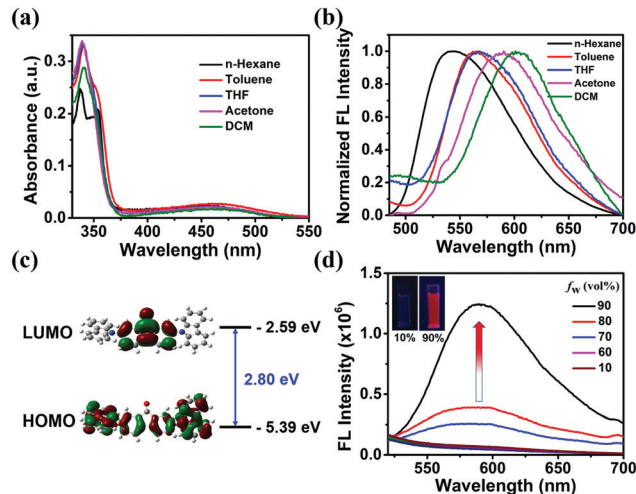 (a)
0.3
0.2
0.1
0.0
Absorbance (a.u.)
n-Hexane
Toluene
THF
Acetone
DCM
350 400 450 500 550
Wavelength (nm)
(b)
1.0
0.8
0.6
0.4
0.2
0.0
Normalized FL Intensity
n-Hexane
Toluene
THF
Acetone
DCM
500 550 600 650 700
Wavelength (nm)
(c)
LUMO
- 2.59 eV
2.80 eV
HOMO
- 5.39 eV
(d)
1.5
1.0
0.5
0.0
FL Intensity (x10⁶)
10% 90%
fw (vol%)
90
80
70
60
10
550 600 650 700
Wavelength (nm)